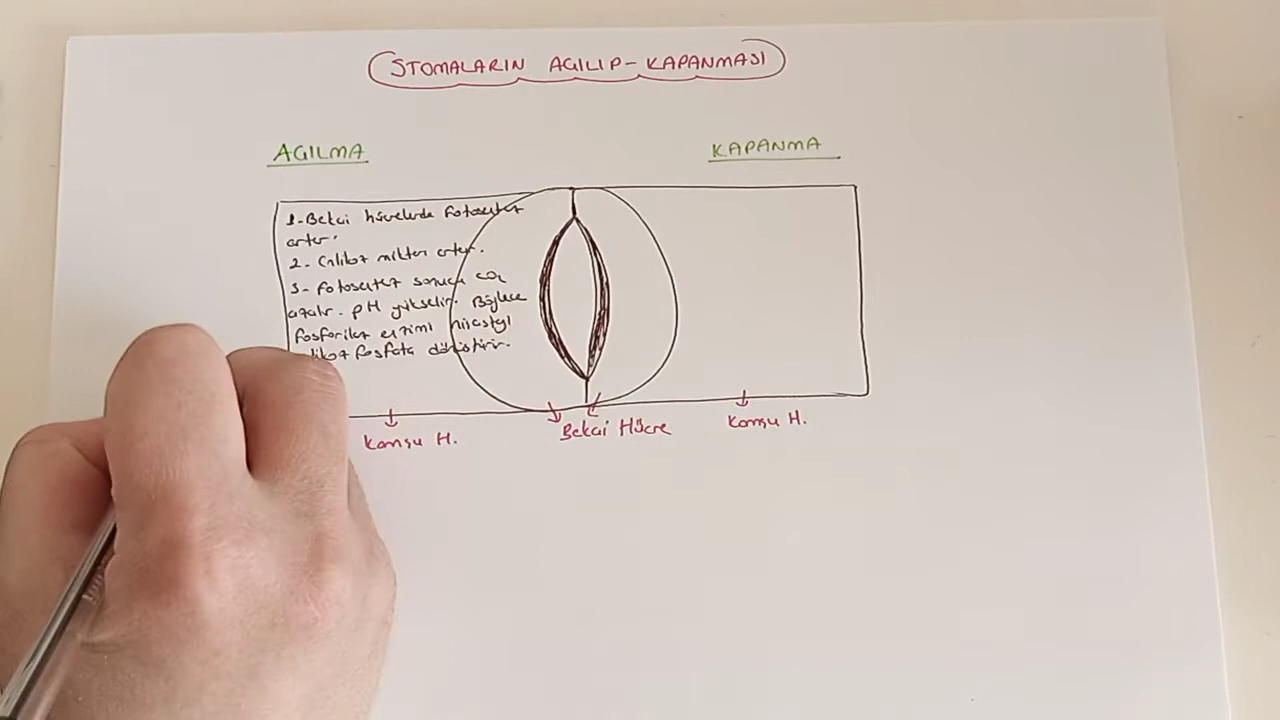 STOMALARIN AÇILIP-KAPANMASI
AÇILMA
KAPANMA
1-Bekçi hücrelerde fotosentez
artar.
2- Glikoz miktarı artar.
3- Fotosentez sonucu CO2
azalır. pH yükselir. Böylece
fosforilaz enzimi nişastayı
glikoz fosfata dönüştürür.
Komşu H.
Bekçi Hücre
Komşu H.